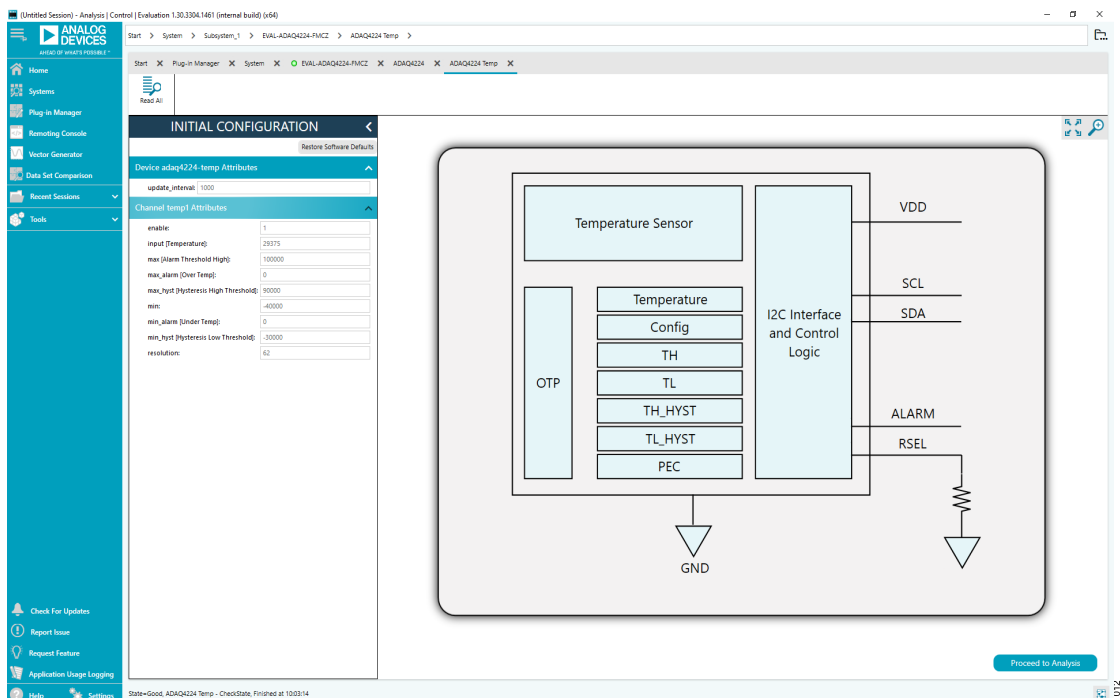 (Untitled Session) - Analysis | Control | Evaluation 1.30.3304.1461 (internal build) (x64)
ANALOG
DEVICES
AHEAD OF WHAT'S POSSIBLE™
Start > System > Subsystem_1 > EVAL-ADAQ4224-FMCZ > ADAQ4224 Temp >
Start X Plug-in Manager X System X EVAL-ADAQ4224-FMCZ X ADAQ4224 X ADAQ4224 Temp X
Read All
Home
Systems
Plug-in Manager
Remoting Console
Vector Generator
Data Set Comparison
Recent Sessions
Tools
Check For Updates
Report Issue
Request Feature
Application Usage Logging
Help Settings
INITIAL CONFIGURATION
Restore Software Defaults
Device adaq4224-temp Attributes
update_interval: 1000
Channel temp1 Attributes
enable: 1
input [Temperature]: 29375
max [Alarm Threshold High]: 100000
max_alarm [Over Temp]: 0
max_hyst [Hysteresis High Threshold]: 90000
min: -40000
min_alarm [Under Temp]: 0
min_hyst [Hysteresis Low Threshold]: -30000
resolution: 62
Temperature Sensor
OTP
Temperature
Config
TH
TL
TH_HYST
TL_HYST
PEC
I2C Interface
and Control
Logic
VDD
SCL
SDA
ALARM
RSEL
GND
Proceed to Analysis
State=Good, ADAQ4224 Temp - CheckState, Finished at 10:03:14
012